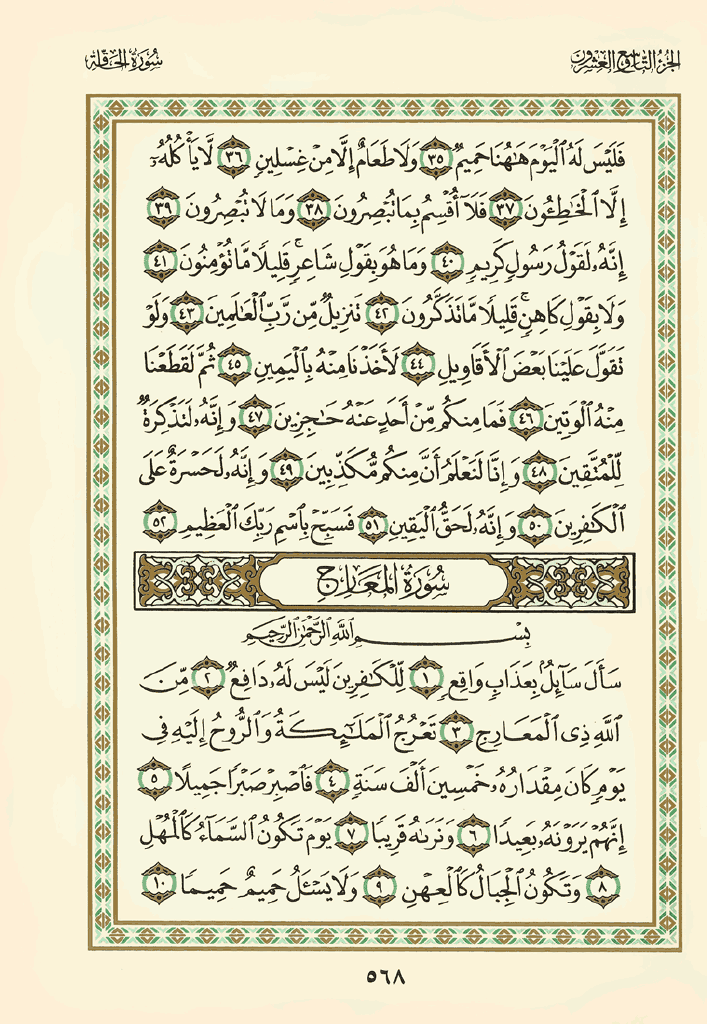 الجزء التاسع والعشرون
سورة الحاقة
فَلَيْسَ لَهُ ٱلْيَوْمَ هَٰهُنَا حَمِيمٌ ٣٥ وَلَا طَعَامٌ إِلَّا مِنْ غِسْلِينٍ ٣٦ لَّا يَأْكُلُهُۥٓ
إِلَّا ٱلْخَٰطِـُٔونَ ٣٧ فَلَآ أُقْسِمُ بِمَا تُبْصِرُونَ ٣٨ وَمَا لَا تُبْصِرُونَ ٣٩
إِنَّهُۥ لَقَوْلُ رَسُولٍ كَرِيمٍ ٤٠ وَمَا هُوَ بِقَوْلِ شَاعِرٍ ۚ قَلِيلًا مَّا تُؤْمِنُونَ ٤١
وَلَا بِقَوْلِ كَاهِنٍ ۚ قَلِيلًا مَّا تَذَكَّرُونَ ٤٢ تَنزِيلٌ مِّن رَّبِّ ٱلْعَٰلَمِينَ ٤٣ وَلَوْ
تَقَوَّلَ عَلَيْنَا بَعْضَ ٱلْأَقَاوِيلِ ٤٤ لَأَخَذْنَا مِنْهُ بِٱلْيَمِينِ ٤٥ ثُمَّ لَقَطَعْنَا
مِنْهُ ٱلْوَتِينَ ٤٦ فَمَا مِنكُم مِّنْ أَحَدٍ عَنْهُ حَٰجِزِينَ ٤٧ وَإِنَّهُۥ لَتَذْكِرَةٌ
لِّلْمُتَّقِينَ ٤٨ وَإِنَّا لَنَعْلَمُ أَنَّ مِنكُم مُّكَذِّبِينَ ٤٩ وَإِنَّهُۥ لَحَسْرَةٌ عَلَى
ٱلْكَٰفِرِينَ ٥٠ وَإِنَّهُۥ لَحَقُّ ٱلْيَقِينِ ٥١ فَسَبِّحْ بِٱسْمِ رَبِّكَ ٱلْعَظِيمِ ٥٢
سُورَةُ المَعَارِجِ
بِسْمِ ٱللَّهِ ٱلرَّحْمَٰنِ ٱلرَّحِيمِ
سَأَلَ سَآئِلٌۢ بِعَذَابٍ وَاقِعٍ ١ لِّلْكَٰفِرِينَ لَيْسَ لَهُۥ دَافِعٌ ٢ مِّنَ
ٱللَّهِ ذِى ٱلْمَعَارِجِ ٣ تَعْرُجُ ٱلْمَلَٰٓئِكَةُ وَٱلرُّوحُ إِلَيْهِ فِى
يَوْمٍ كَانَ مِقْدَارُهُۥ خَمْسِينَ أَلْفَ سَنَةٍ ٤ فَٱصْبِرْ صَبْرًا جَمِيلًا ٥
إِنَّهُمْ يَرَوْنَهُۥ بَعِيدًا ٦ وَنَرَىٰهُ قَرِيبًا ٧ يَوْمَ تَكُونُ ٱلسَّمَآءُ كَٱلْمُهْلِ
٨ وَتَكُونُ ٱلْجِبَالُ كَٱلْعِهْنِ ٩ وَلَا يَسْـَٔلُ حَمِيمٌ حَمِيمًا ١٠
٥٦٨